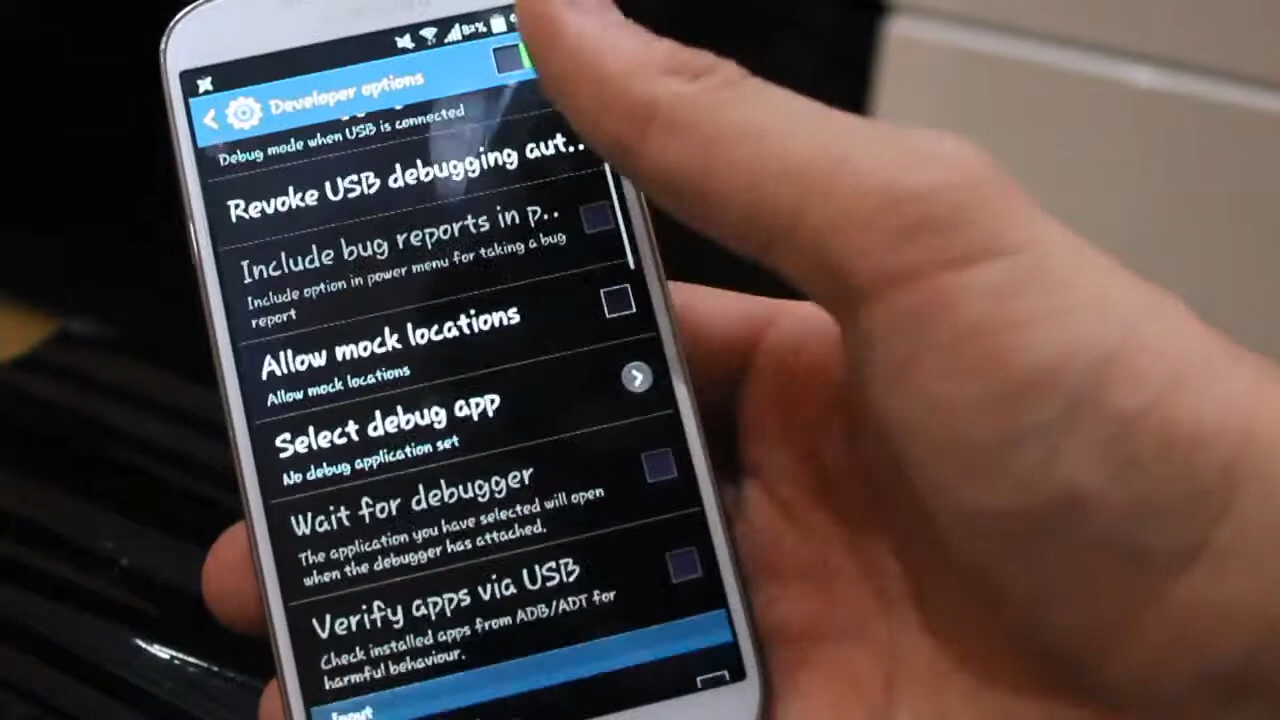 82%
Developer options
Debug mode when USB is connected
Revoke USB debugging aut..
Include bug reports in p..
Include option in power menu for taking a bug
report
Allow mock locations
Allow mock locations
Select debug app
No debug application set
Wait for debugger
The application you have selected will open
when the debugger has attached.
Verify apps via USB
Check installed apps from ADB/ADT for
harmful behaviour.
Input